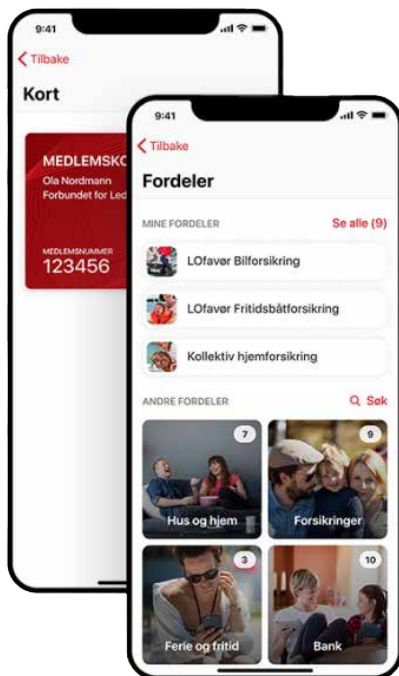 9:41
Tilbake
Kort
MEDLEMSKO
Ola Nordmann
Forbundet for Led
MEDLEMSNUMMER
123456
9:41
Tilbake
Fordeler
MINE FORDELER Se alle (9)
LOfavør Bilforsikring
LOfavør Fritidsbåtforsikring
Kollektiv hjemforsikring
ANDRE FORDELER Søk
7
Hus og hjem
9
Forsikringer
3
Ferie og fritid
10
Bank